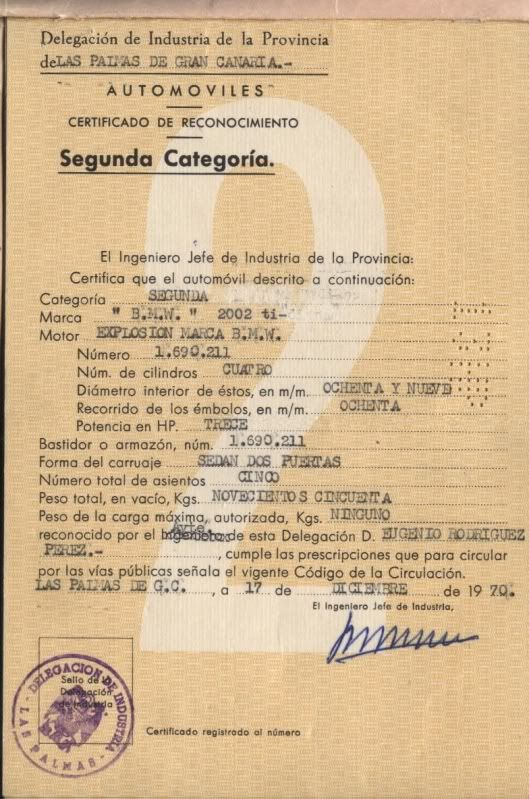 Delegación de Industria de la Provincia
de LAS PALMAS DE GRAN CANARIA.-
AUTOMOVILES
CERTIFICADO DE RECONOCIMIENTO
Segunda Categoría.
2
El Ingeniero Jefe de Industria de la Provincia:
Certifica que el automóvil descrito a continuación:
Categoría SEGUNDA
Marca " B.M.W. " 2002 ti-
Motor EXPLOSION MARCA B.M.W.
Número 1.690.211
Núm. de cilindros CUATRO
Diámetro interior de éstos, en m/m. OCHENTA Y NUEVE
Recorrido de los émbolos, en m/m. OCHENTA
Potencia en HP. TRECE
Bastidor o armazón, núm. 1.690.211
Forma del carruaje SEDAN DOS PUERTAS
Número total de asientos CINCO
Peso total, en vacío, Kgs. NOVECIENTOS CINCUENTA
Peso de la carga máxima, autorizada, Kgs. NINGUNO
reconocido por el Ingeniero de esta Delegación D. EUGENIO RODRIGUEZ
PEREZ.- , cumple las prescripciones que para circular
por las vías públicas señala el vigente Código de la Circulación.
LAS PALMAS DE G.C. , a 17 de DICIEMBRE de 1970.
El Ingeniero Jefe de Industria,
Sello de la
Delegación
de Industria
DELEGACION DE INDUSTRIA
- LAS PALMAS -
Certificado registrado al número